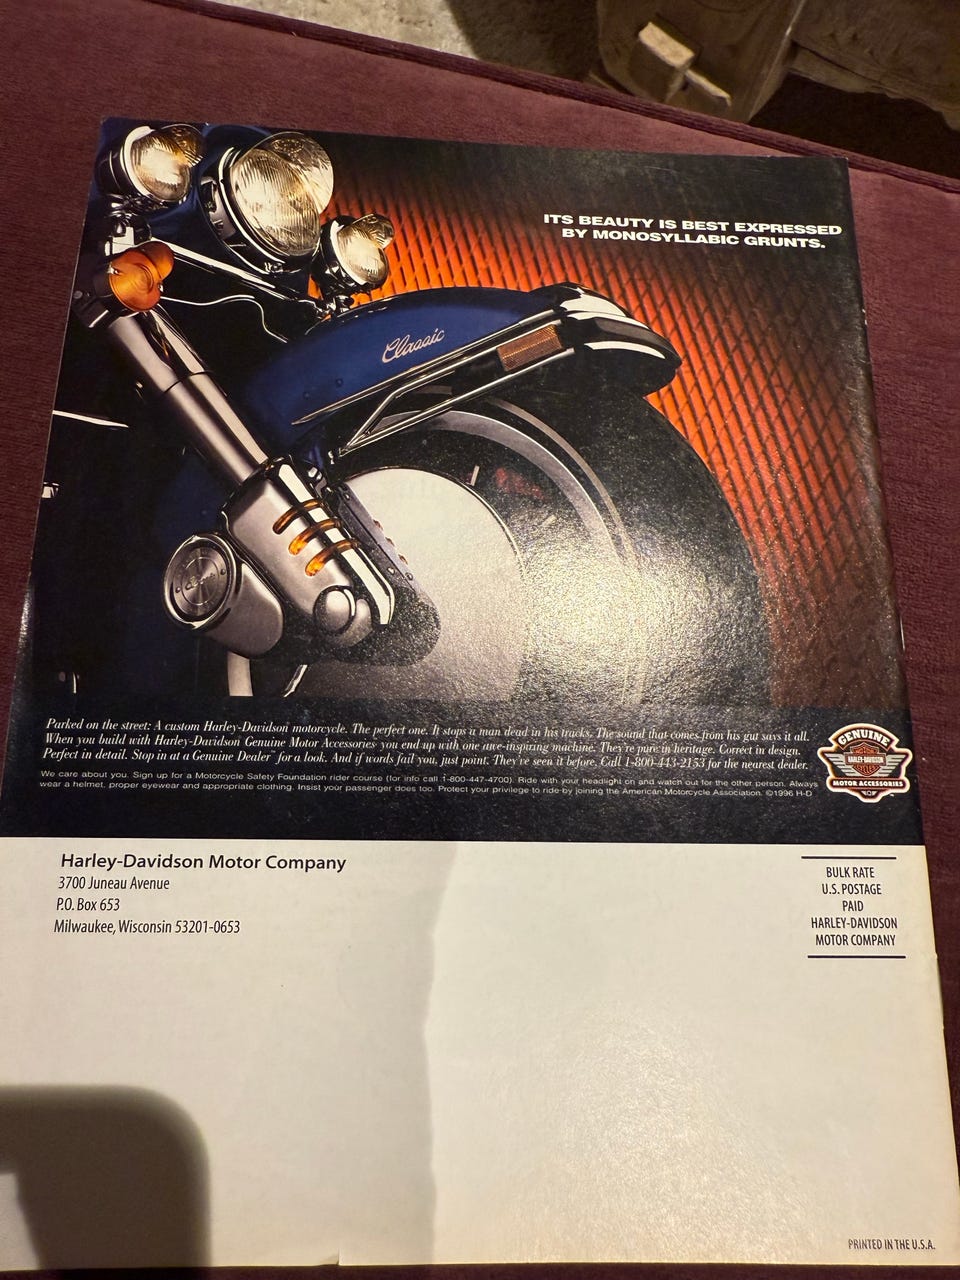 ITS BEAUTY IS BEST EXPRESSED
BY MONOSYLLABIC GRUNTS.
Classic
Parked on the street: A custom Harley-Davidson motorcycle. The perfect one. It stops a man dead in his tracks. The sound that comes from his gut says it all.
When you build with Harley-Davidson Genuine Motor Accessories you end up with one awe-inspiring machine. They're pure in heritage. Correct in design.
Perfect in detail. Stop in at a Genuine Dealer™ for a look. And if words fail you, just point. They've seen it before. Call 1-800-443-2153 for the nearest dealer.
We care about you. Sign up for a Motorcycle Safety Foundation rider course (for info call 1-800-447-4700). Ride with your headlight on and watch out for the other person. Always
wear a helmet, proper eyewear and appropriate clothing. Insist your passenger does too. Protect your privilege to ride by joining the American Motorcycle Association. ©1996 H-D
GENUINE
HARLEY-DAVIDSON
MOTOR ACCESSORIES
Harley-Davidson Motor Company
3700 Juneau Avenue
P.O. Box 653
Milwaukee, Wisconsin 53201-0653
BULK RATE
U.S. POSTAGE
PAID
HARLEY-DAVIDSON
MOTOR COMPANY
PRINTED IN THE U.S.A.